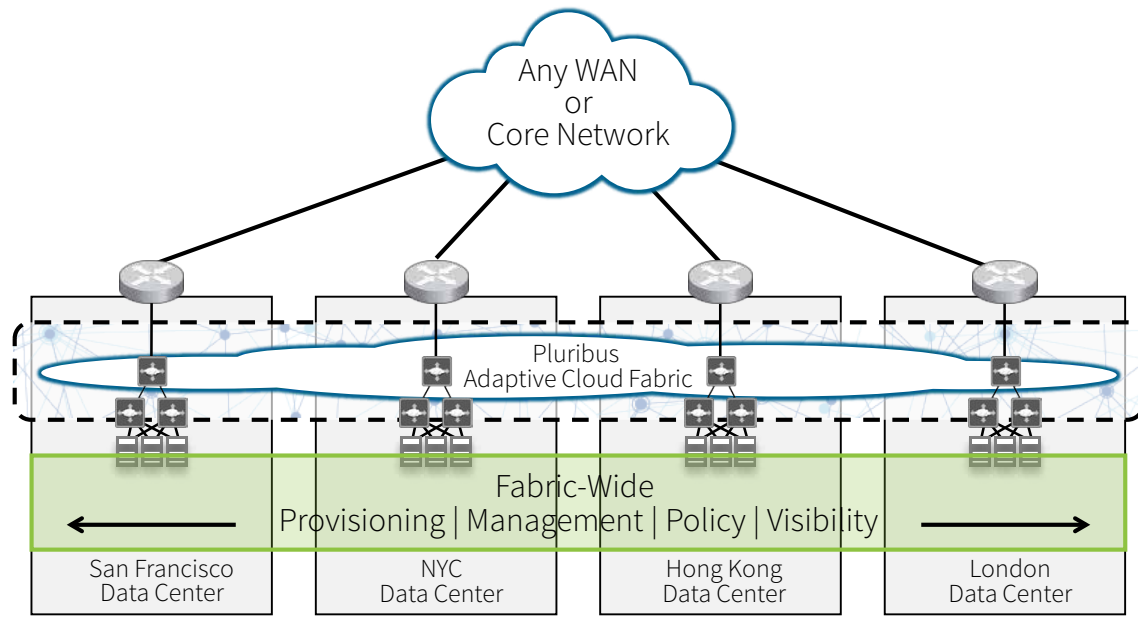 Any WAN
or
Core Network
Pluribus
Adaptive Cloud Fabric
Fabric-Wide
Provisioning | Management | Policy | Visibility
San Francisco
Data Center
NYC
Data Center
Hong Kong
Data Center
London
Data Center